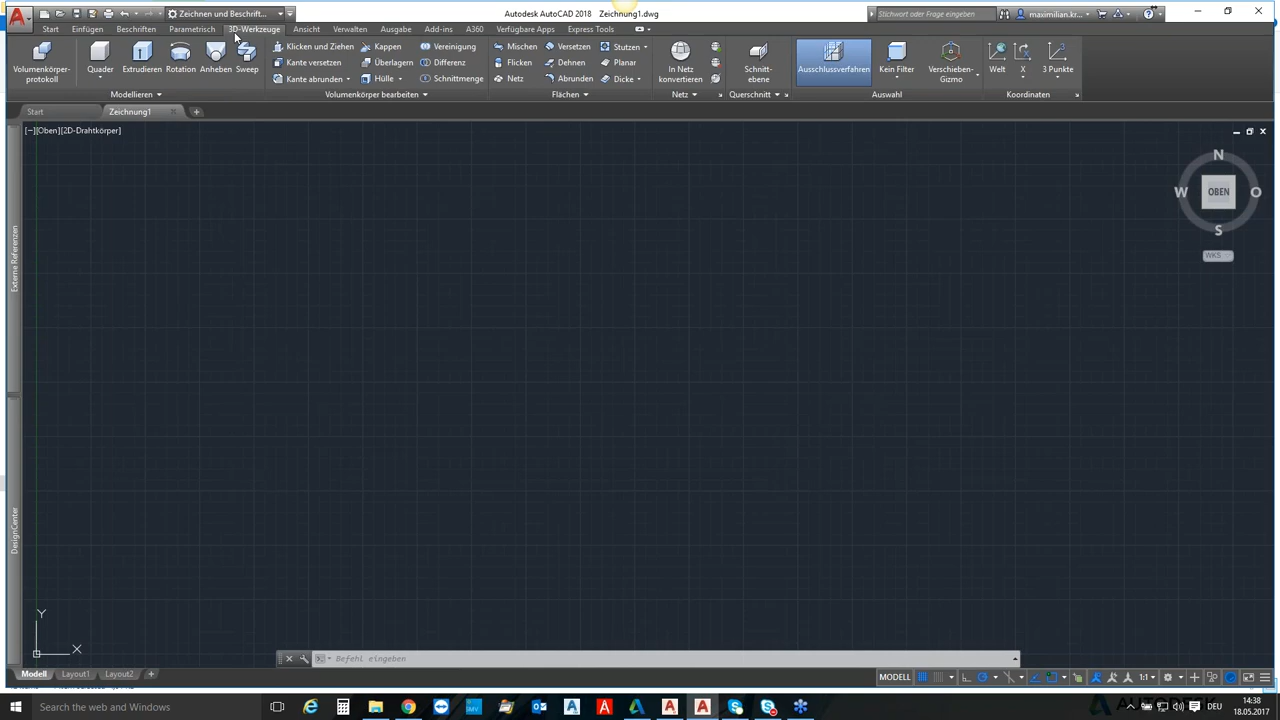 Zeichnen und Beschrift...
Autodesk AutoCAD 2018 Zeichnung1.dwg
Stichwort oder Frage eingeben
maximilian.kr...
Start Einfügen Beschriften Parametrisch 3D-Werkzeuge Ansicht Verwalten Ausgabe Add-ins A360 Verfügbare Apps Express Tools
Volumenkörper-
protokoll
Quader
Extrudieren
Rotation
Anheben
Sweep
Klicken und Ziehen
Kante versetzen
Kante abrunden
Kappen
Überlagern
Hülle
Vereinigung
Differenz
Schnittmenge
Mischen
Flicken
Netz
Versetzen
Dehnen
Abrunden
Stutzen
Planar
Dicke
In Netz
konvertieren
Schnitt-
ebene
Ausschlussverfahren
Kein Filter
Verschieben-
Gizmo
Welt
X
3 Punkte
Modellieren Volumenkörper bearbeiten Flächen Netz Querschnitt Auswahl Koordinaten
Start Zeichnung1
[−][Oben][2D-Drahtkörper]
N
W OBEN O
S
WKS
Externe Referenzen
DesignCenter
Y
X
Befehl eingeben
Modell Layout1 Layout2
MODELL
1:1
Search the web and Windows
DEU
14:38
18.05.2017